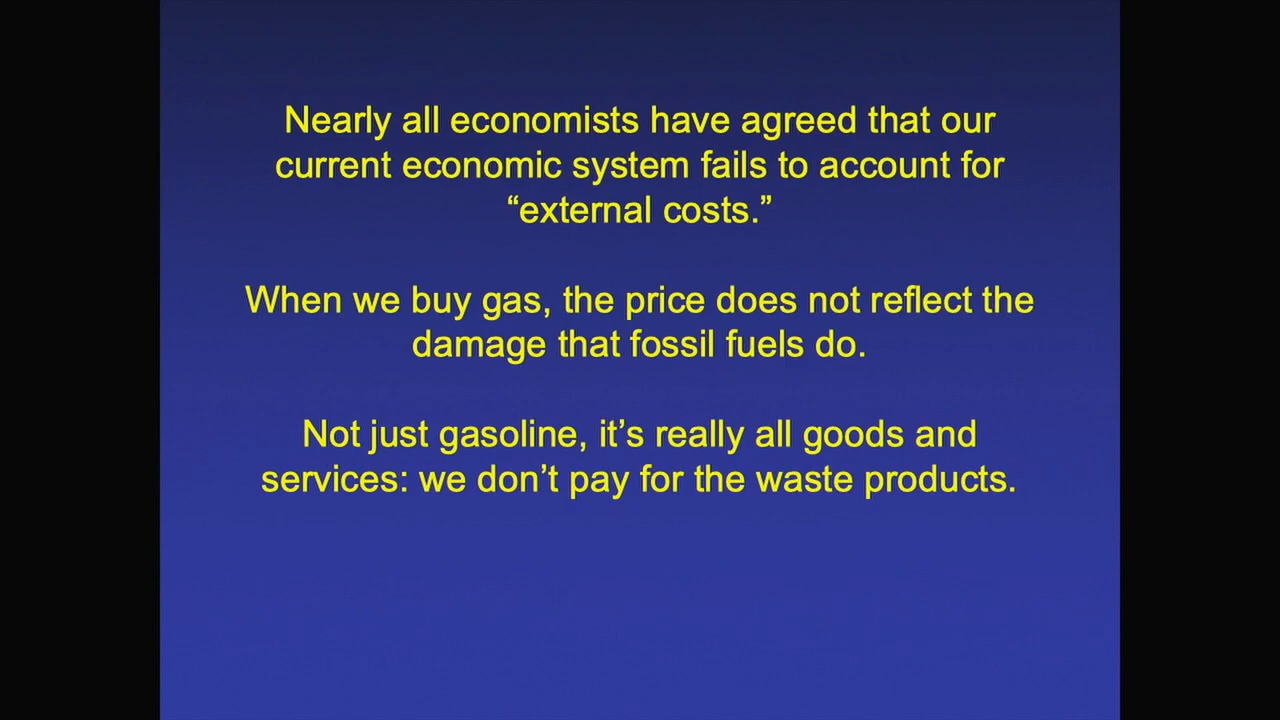 Nearly all economists have agreed that our
current economic system fails to account for
“external costs.”
When we buy gas, the price does not reflect the
damage that fossil fuels do.
Not just gasoline, it’s really all goods and
services: we don’t pay for the waste products.